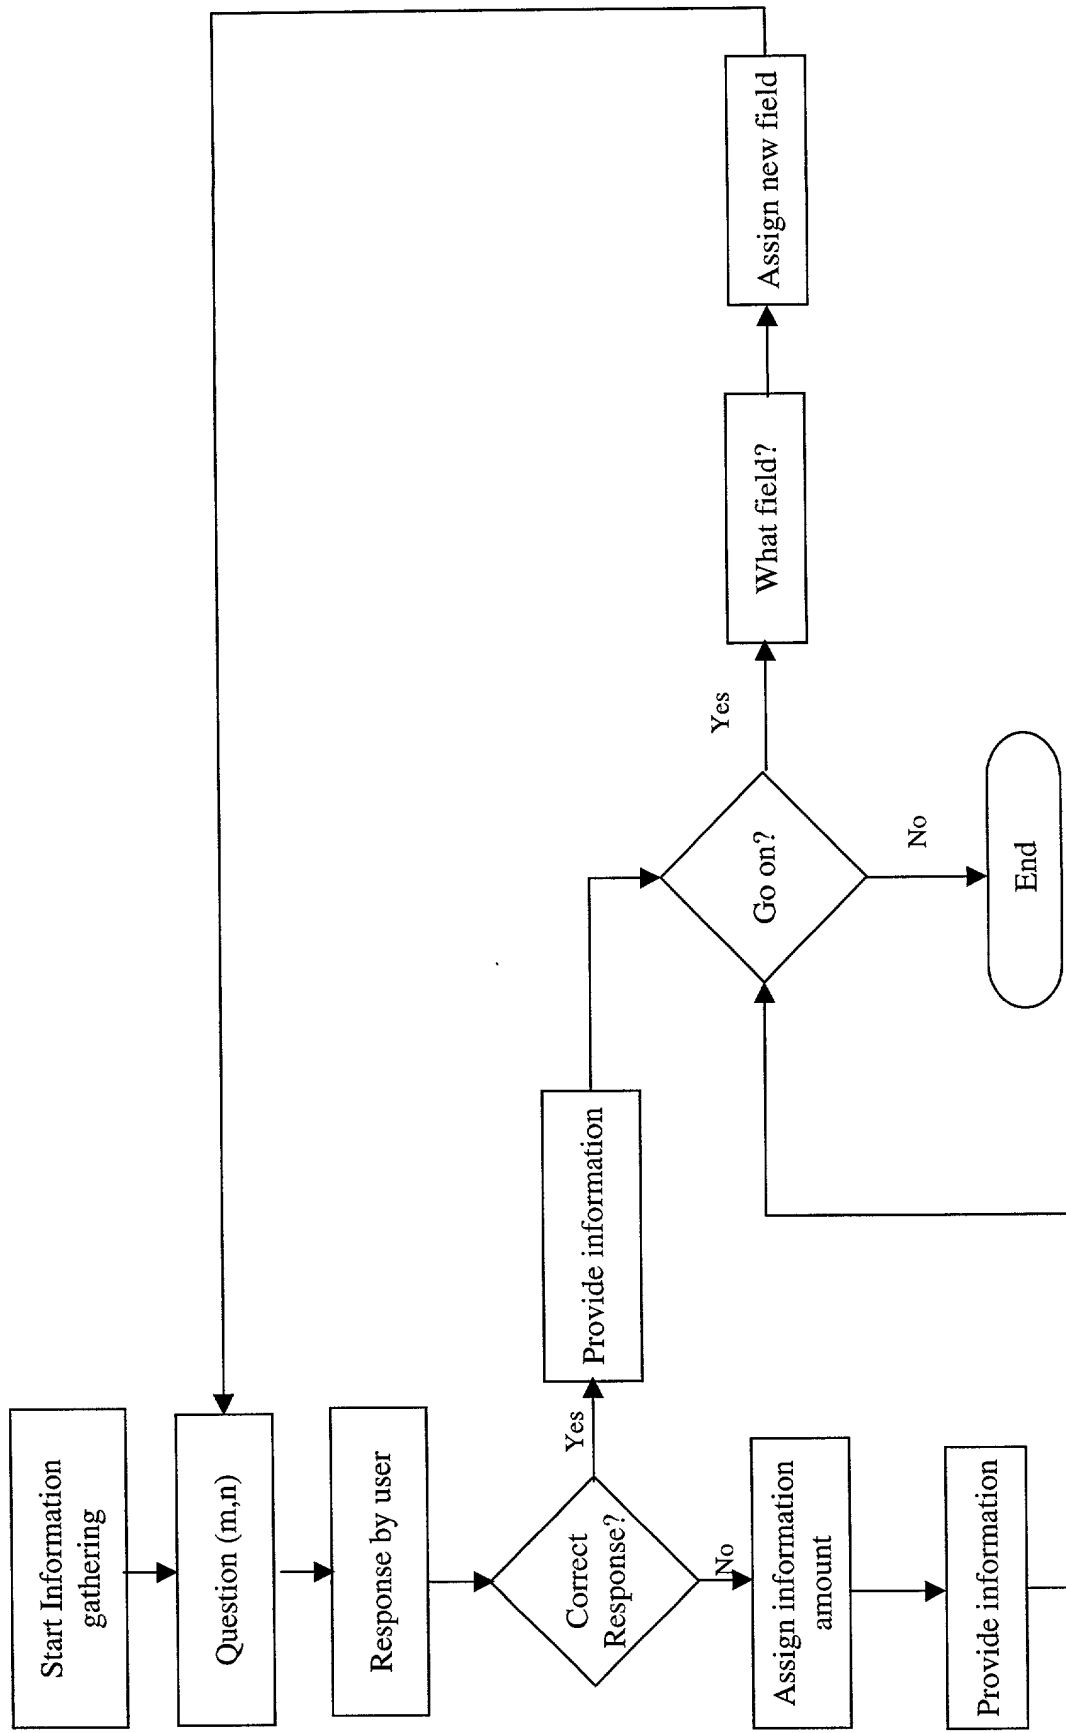 Start Information
gathering
Question (m,n)
Response by user
Correct
Response?
Yes
No
Provide information
Assign information
amount
Provide information
Go on?
Yes
No
What field?
Assign new field
End